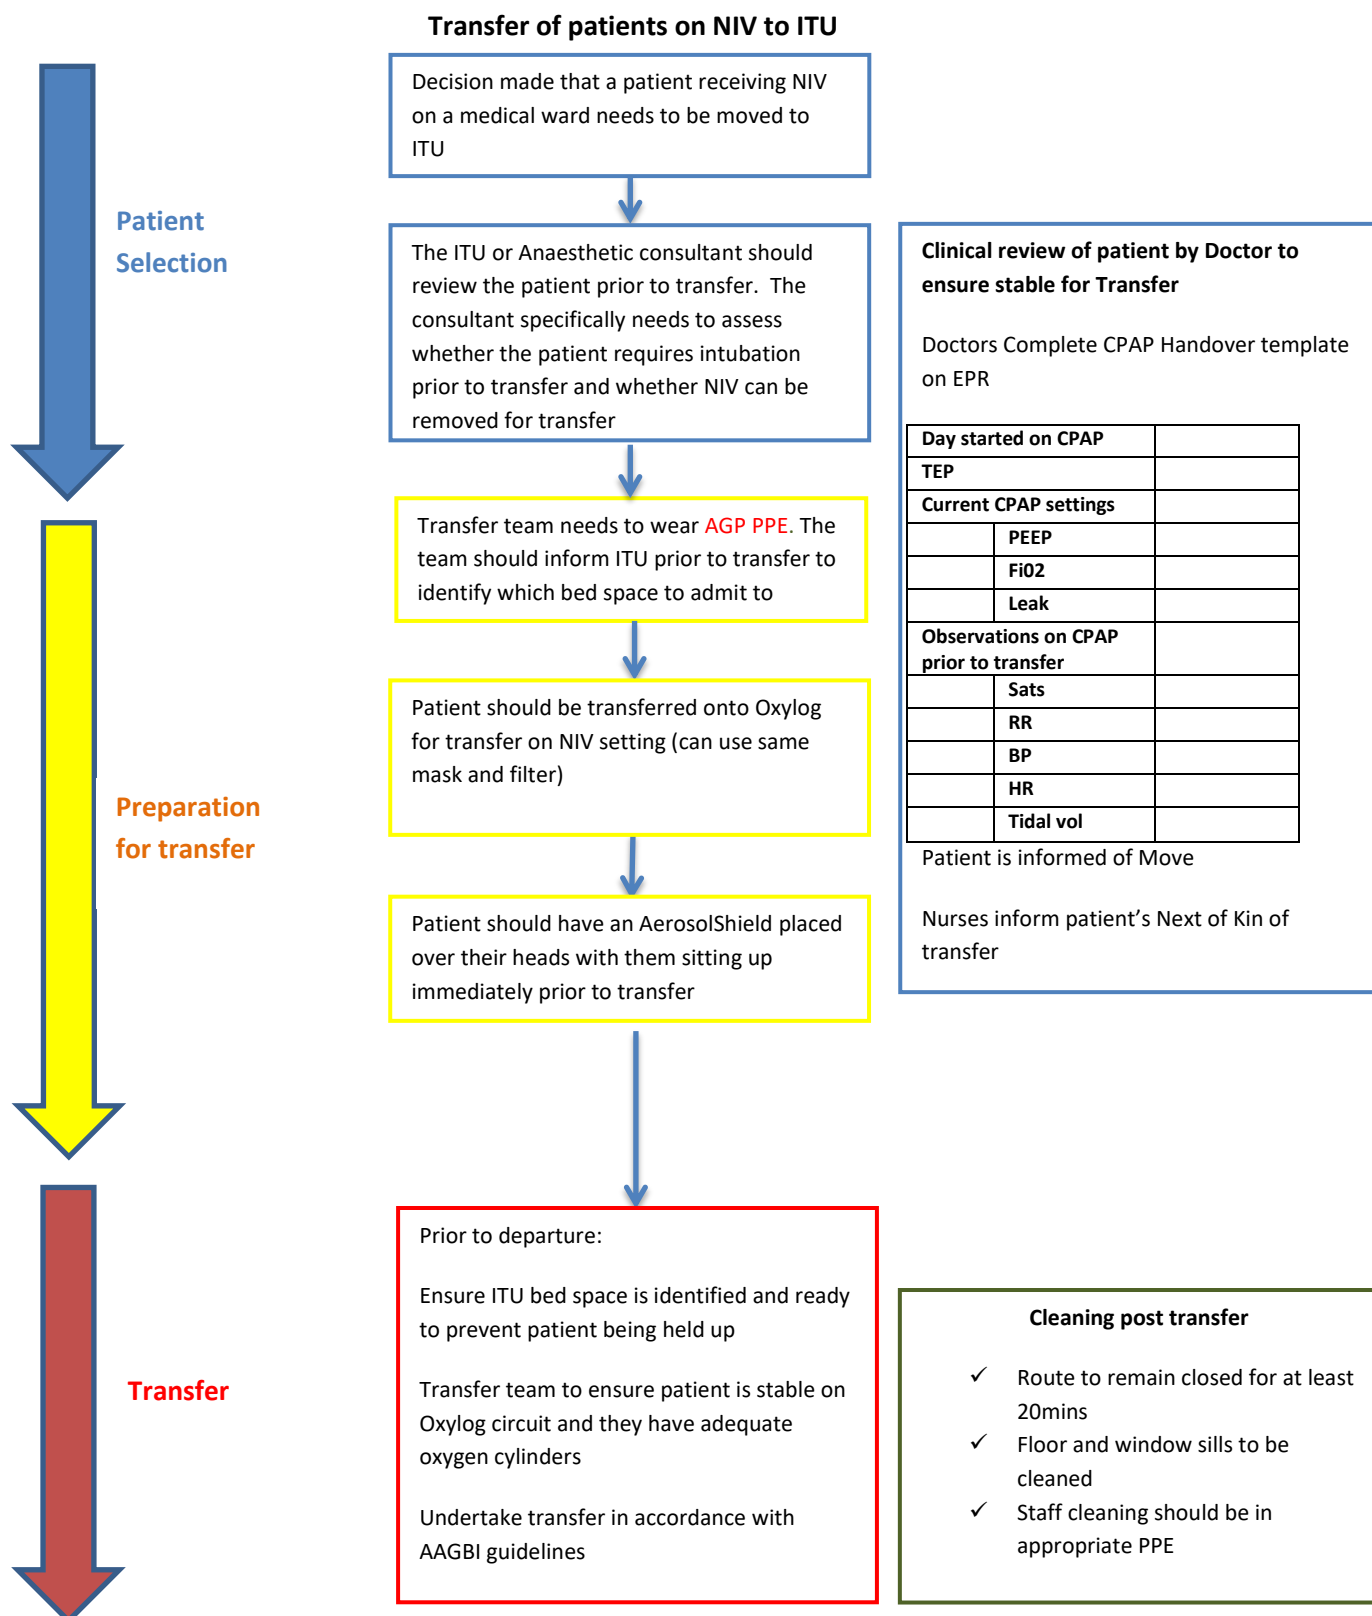 Transfer of patients on NIV to ITU
Decision made that a patient receiving NIV
on a medical ward needs to be moved to
ITU
Patient
Selection
The ITU or Anaesthetic consultant should
review the patient prior to transfer.  The
consultant specifically needs to assess
whether the patient requires intubation
prior to transfer and whether NIV can be
removed for transfer
Transfer team needs to wear AGP PPE. The
team should inform ITU prior to transfer to
identify which bed space to admit to
Patient should be transferred onto Oxylog
for transfer on NIV setting (can use same
mask and filter)
Preparation
for transfer
Patient should have an AerosolShield placed
over their heads with them sitting up
immediately prior to transfer
Clinical review of patient by Doctor to
ensure stable for Transfer
Doctors Complete CPAP Handover template
on EPR
Day started on CPAP
TEP
Current CPAP settings
PEEP
Fi02
Leak
Observations on CPAP
prior to transfer
Sats
RR
BP
HR
Tidal vol
Patient is informed of Move
Nurses inform patient’s Next of Kin of
transfer
Transfer
Prior to departure:
Ensure ITU bed space is identified and ready
to prevent patient being held up
Transfer team to ensure patient is stable on
Oxylog circuit and they have adequate
oxygen cylinders
Undertake transfer in accordance with
AAGBI guidelines
Cleaning post transfer
✓ Route to remain closed for at least
20mins
✓ Floor and window sills to be
cleaned
✓ Staff cleaning should be in
appropriate PPE